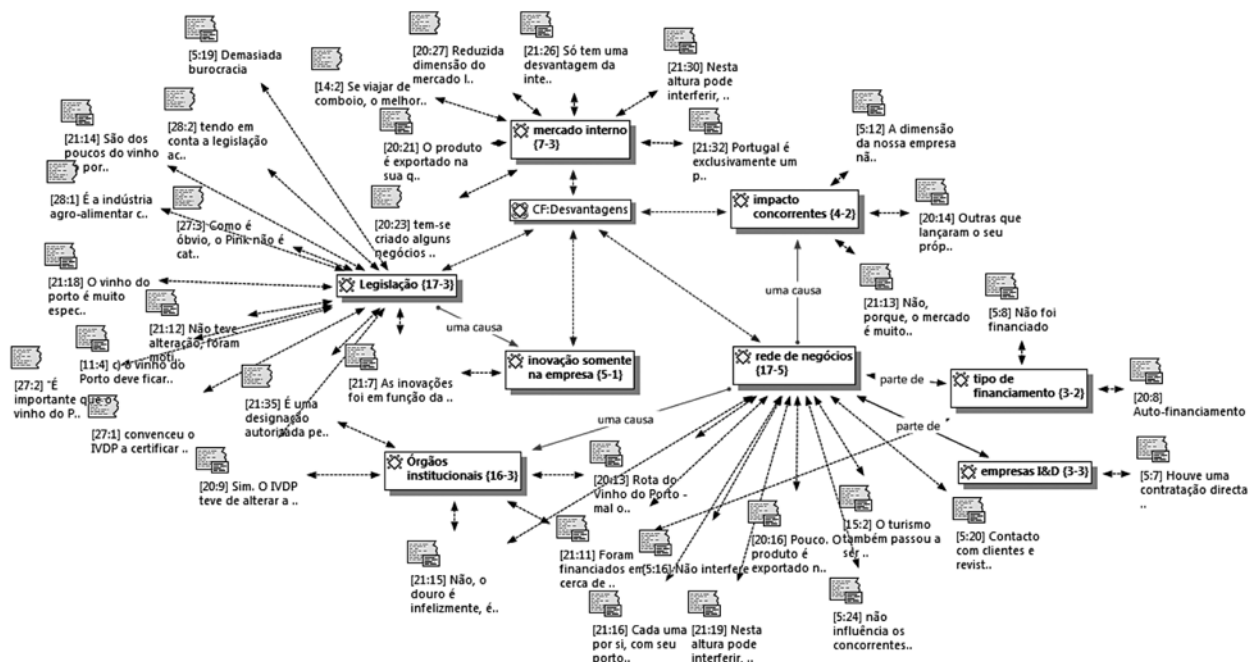 [5:19] Demasiada
burocracia
[20:27] Reduzida
dimensão do
mercado I..
[21:26] Só tem uma
desvantagem da
inte..
[21:30] Nesta
altura pode
interferir, ..
[14:2] Se viajar de
comboio, o melhor..
[28:2] tendo em
conta a legislação
ac..
[21:14] São dos
poucos do vinho
por..
mercado interno
{7-3}
[20:21] O produto
é exportado na
sua q..
[21:32] Portugal é
exclusivamente um
p..
[5:12] A dimensão
da nossa empresa
nã..
[28:1] É a indústria
agro-alimentar c..
[27:3] Como é
óbvio, o Pink não é
cat..
[20:23] tem-se
criado alguns
negócios ..
CF:Desvantagens
impacto
concorrentes {4-2}
[20:14] Outras que
lançaram o seu
próp..
[21:18] O vinho do
porto é muito
espec..
Legislação {17-3}
uma causa
[21:13] Não,
porque, o mercado
é muito..
[5:8] Não foi
financiado
[21:12] Não teve
alteração, foram
moti..
uma causa
[11:4] c) o vinho do
Porto deve ficar..
[27:2] "É
importante que o
vinho do P..
[21:7] As inovações
foi em função da ..
inovação somente
na empresa {5-1}
rede de negócios
{17-5}
parte de
tipo de
financiamento {3-2}
[20:8]
Auto-financiamento
[21:35] É uma
designação
autorizada pe..
[27:1] convenceu o
IVDP a certificar ..
uma causa
parte de
[20:9] Sim. O IVDP
teve de alterar a ..
Órgãos
institucionais {16-3}
[20:13] Rota do
Vinho do Porto -
mal o..
empresas I&D {3-3}
[5:7] Houve uma
contratação directa
..
[21:15] Não, o
douro é
infelizmente, é..
[21:11] Foram
financiados em
cerca de ..
[5:16] Não interfere
[20:16] Pouco. O
produto é
exportado n..
[15:2] O turismo
também passou a
ser ..
[5:20] Contacto
com clientes e
revist..
[21:16] Cada uma
por si, com seu
porto..
[21:19] Nesta
altura pode
interferir, ..
[5:24] não
influência os
concorrentes..